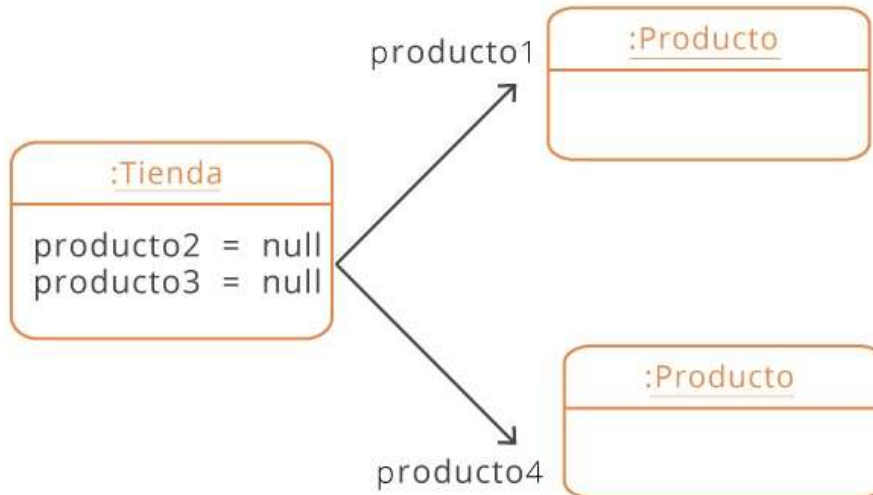 producto1
:Producto
:Tienda
producto2 = null
producto3 = null
:Producto
producto4